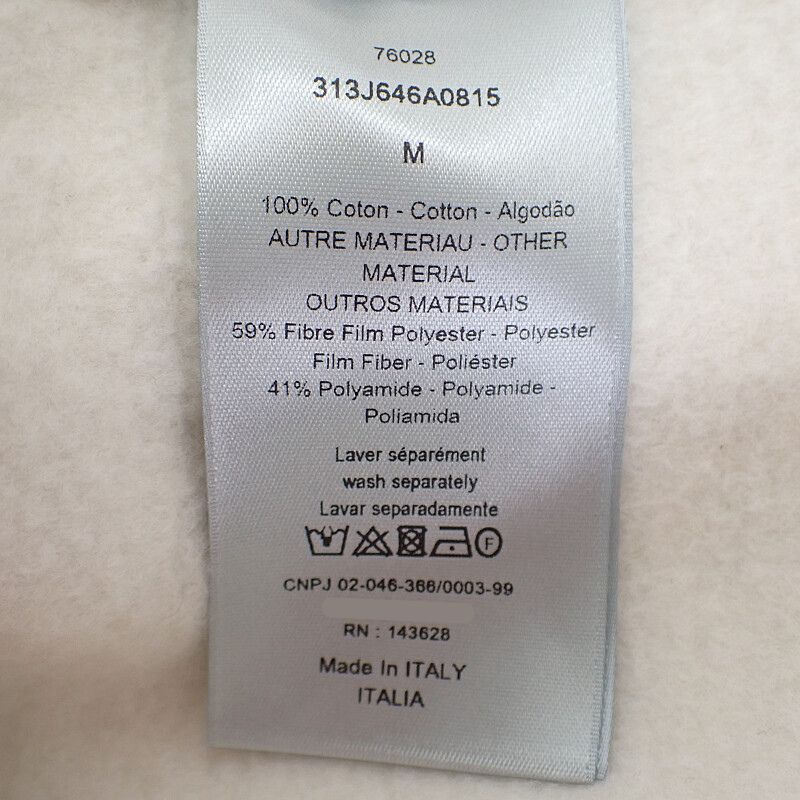 76028
313J646A0815
M
100% Coton - Cotton - Algodão
AUTRE MATERIAU - OTHER
MATERIAL
OUTROS MATERIAIS
59% Fibre Film Polyester - Polyester
Film Fiber - Poliéster
41% Polyamide - Polyamide -
Poliamida
Laver séparément
wash separately
Lavar separadamente
F
CNPJ 02-046-366/0003-99
RN : 143628
Made In ITALY
ITALIA